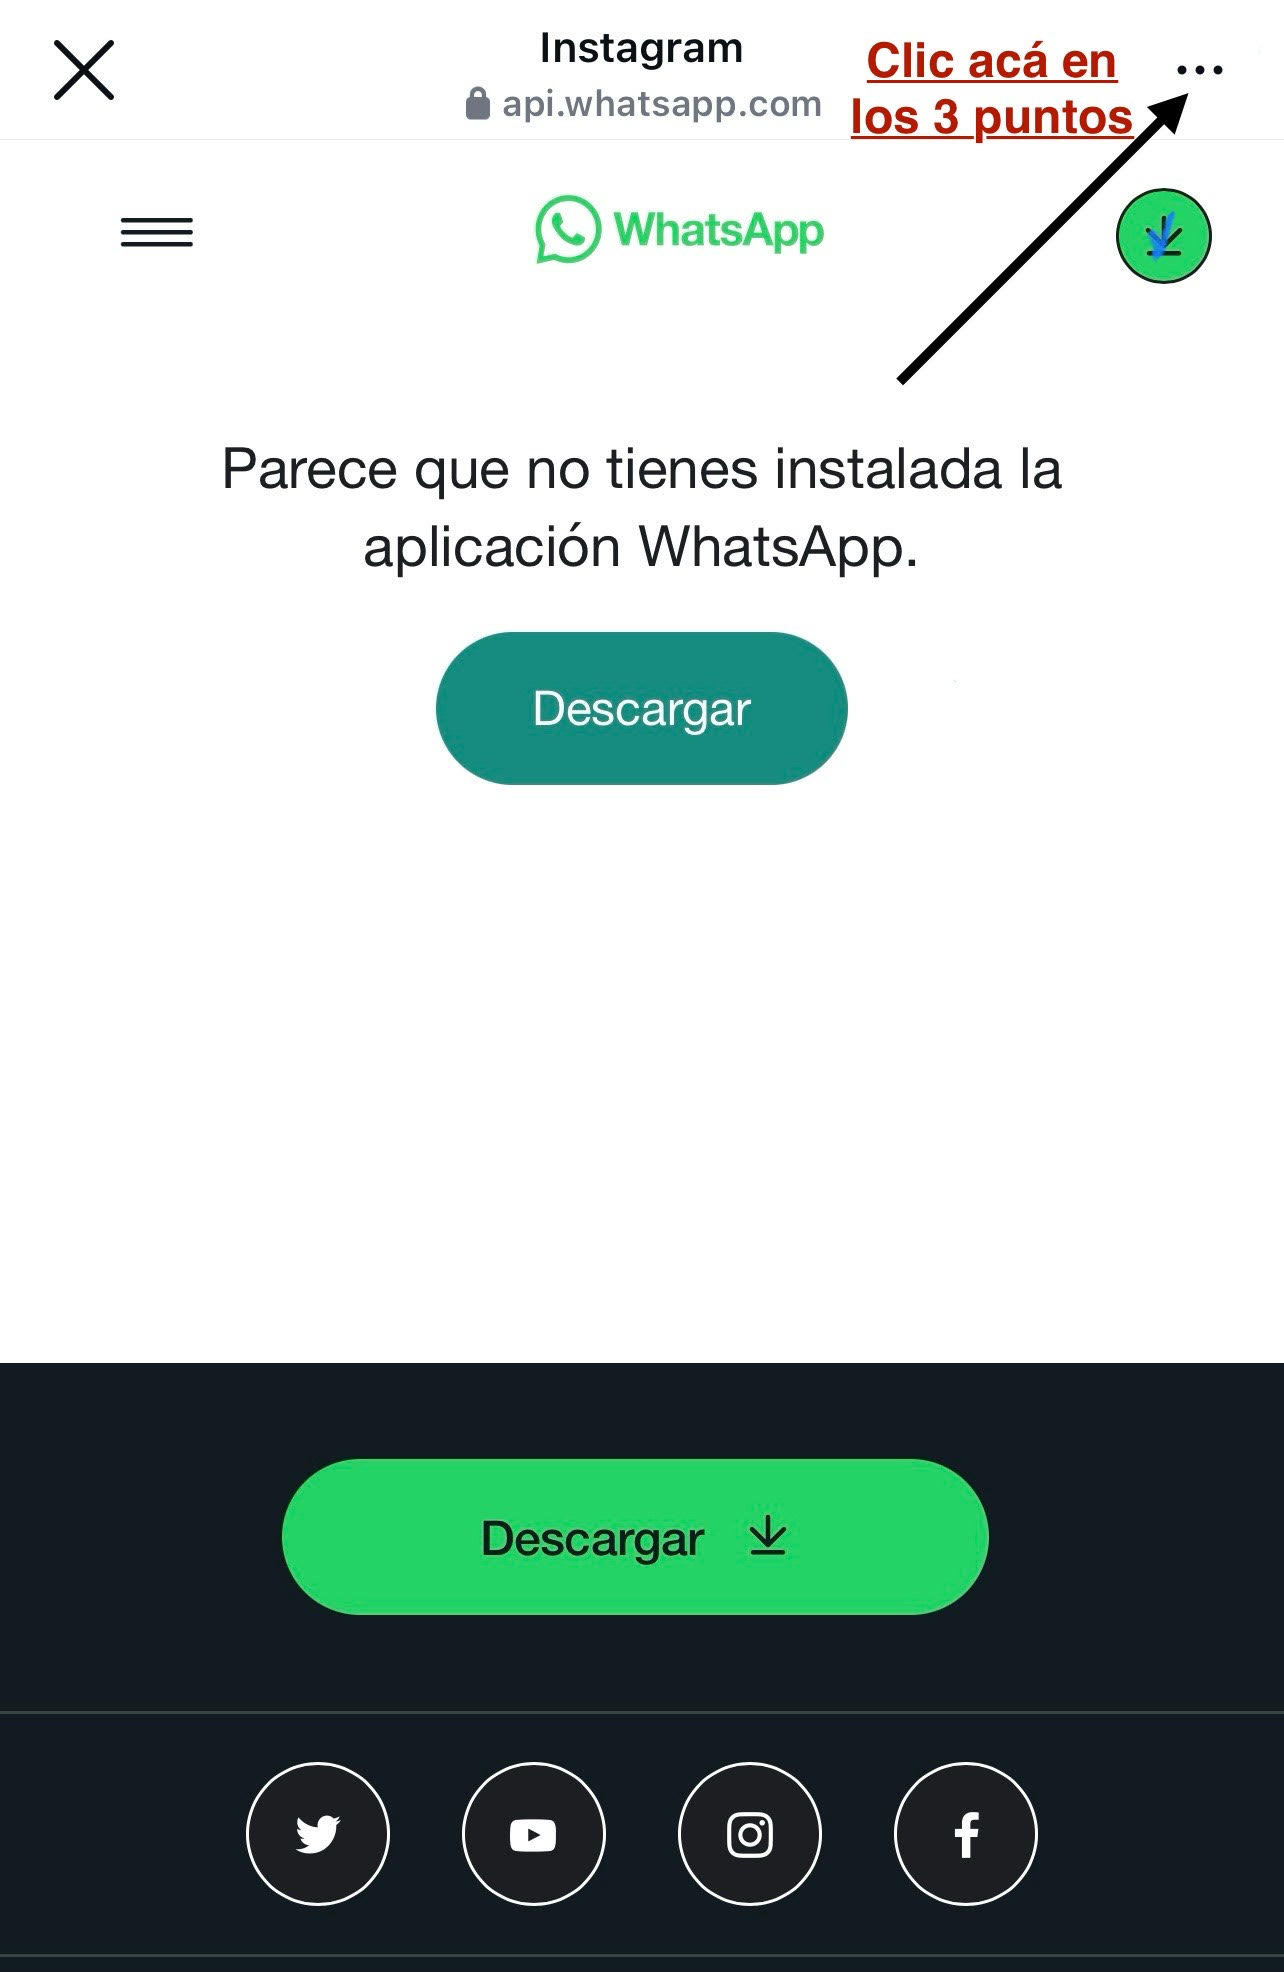 Instagram
api.whatsapp.com
Clic acá en
los 3 puntos
WhatsApp
Parece que no tienes instalada la
aplicación WhatsApp.
Descargar
Descargar